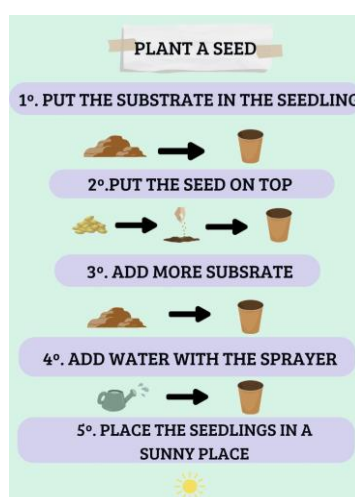 PLANT A SEED
1º. PUT THE SUBSTRATE IN THE SEEDLING
2º.PUT THE SEED ON TOP
3º. ADD MORE SUBSRATE
4º. ADD WATER WITH THE SPRAYER
5º. PLACE THE SEEDLINGS IN A
SUNNY PLACE